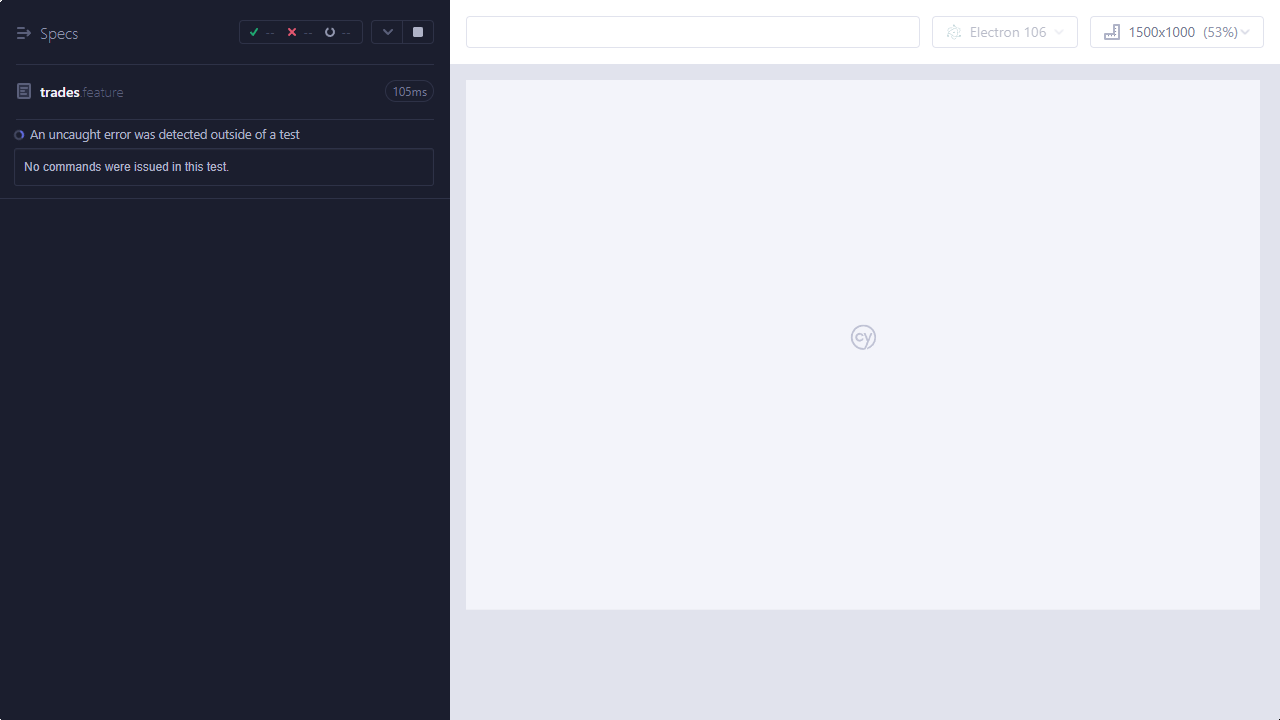 Specs
-- -- --
trades feature
105ms
An uncaught error was detected outside of a test
No commands were issued in this test.
Electron 106
1500x1000 (53%)
cy